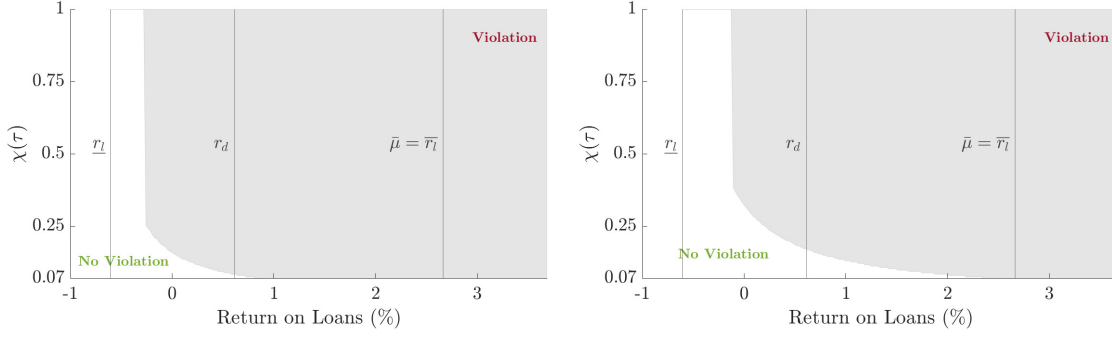 1
Violation
0.75
χ(τ)
r_l
r_d
μ̄ = r̄_l
0.5
0.25
No Violation
0.07
-1
0
1
2
3
Return on Loans (%)
1
Violation
0.75
χ(τ)
r_l
r_d
μ̄ = r̄_l
0.5
0.25
No Violation
0.07
-1
0
1
2
3
Return on Loans (%)